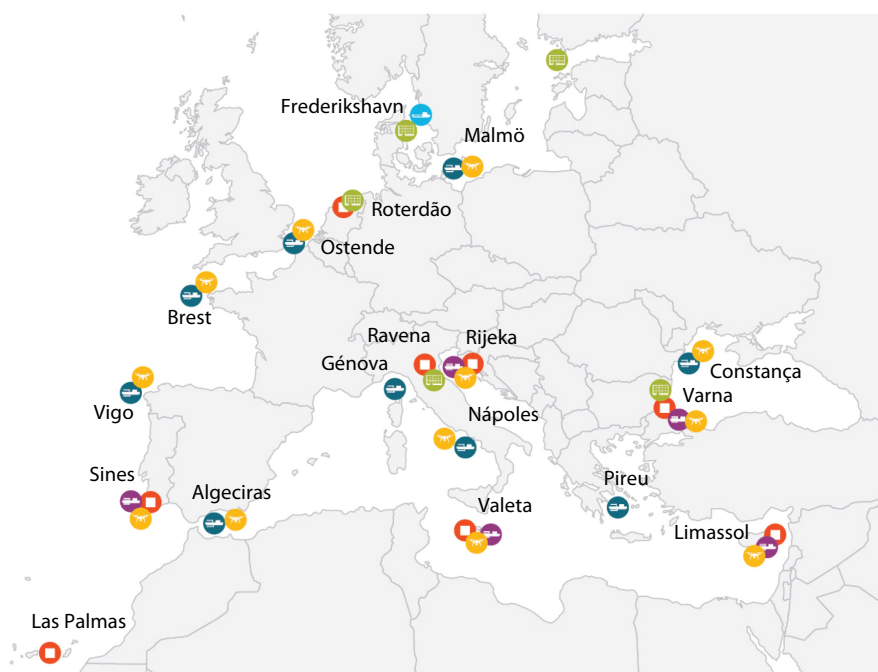 Frederikshavn
Malmö
Roterdão
Ostende
Brest
Ravena
Rijeka
Génova
Constança
Varna
Vigo
Nápoles
Sines
Algeciras
Valeta
Pireu
Limassol
Las Palmas